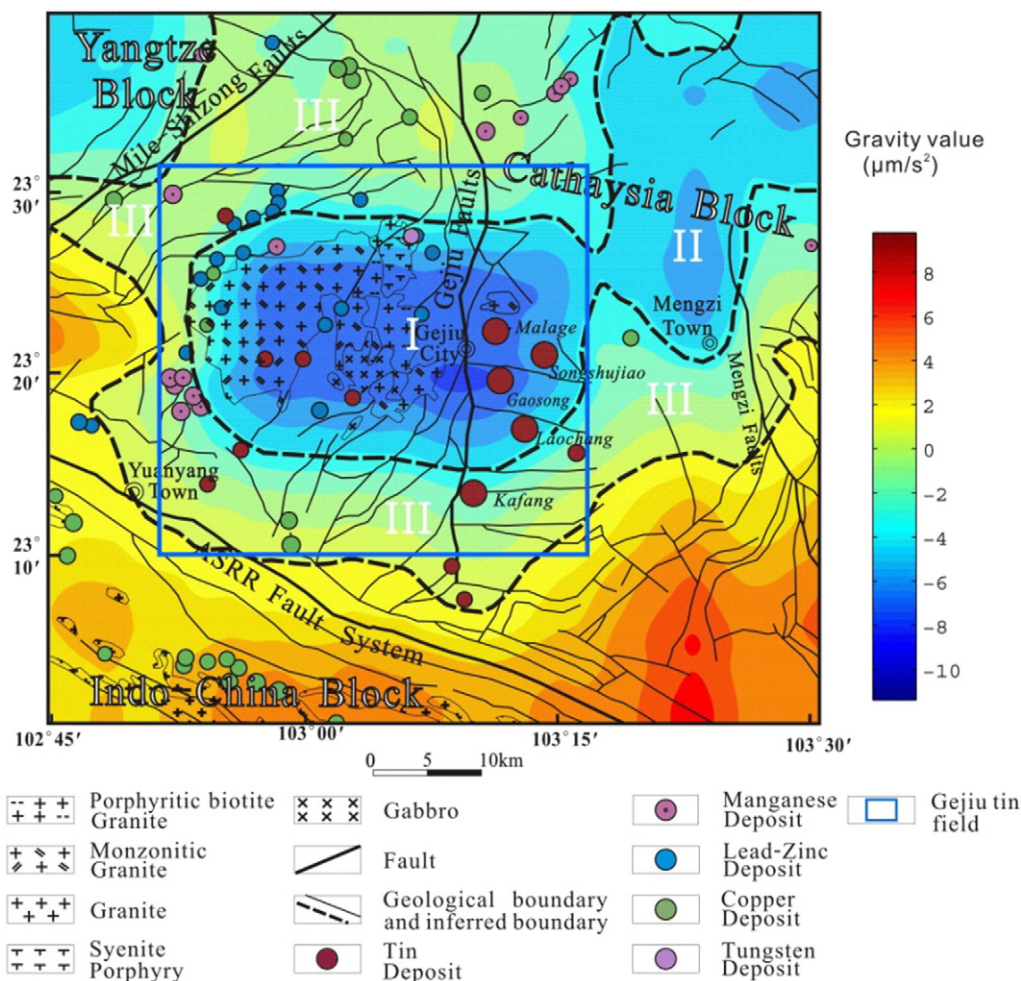 Yangtze
Block
Mile-Shizong Faults
III
Cathaysia Block
Gravity value
(μm/s²)
23°
30′
III
Gejiu Faults
II
8
6
4
2
0
-2
-4
-6
-8
-10
I
Gejiu
City
Malage
Mengzi
Town
23°
20′
Songshujiao
Gaosong
III
Mengzi Faults
Laochang
Yuanyang
Town
Kafang
III
23°
10′
ASRR Fault System
Indo-China Block
102°45′
103°00′
103°15′
103°30′
0 5 10km
Porphyritic biotite
Granite
Monzonitic
Granite
Granite
Syenite
Porphyry
Gabbro
Fault
Geological boundary
and inferred boundary
Tin
Deposit
Manganese
Deposit
Lead-Zinc
Deposit
Copper
Deposit
Tungsten
Deposit
Gejiu tin
field